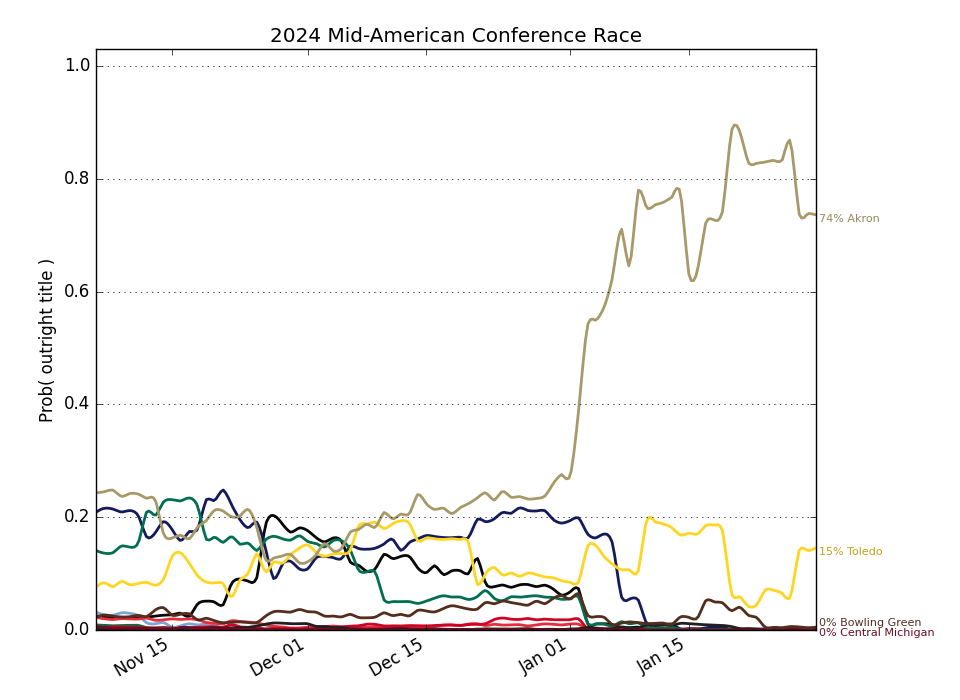 2024 Mid-American Conference Race
Prob( outright title )
1.0
0.8
0.6
0.4
0.2
0.0
74% Akron
15% Toledo
0% Bowling Green
0% Central Michigan
Nov 15
Dec 01
Dec 15
Jan 01
Jan 15